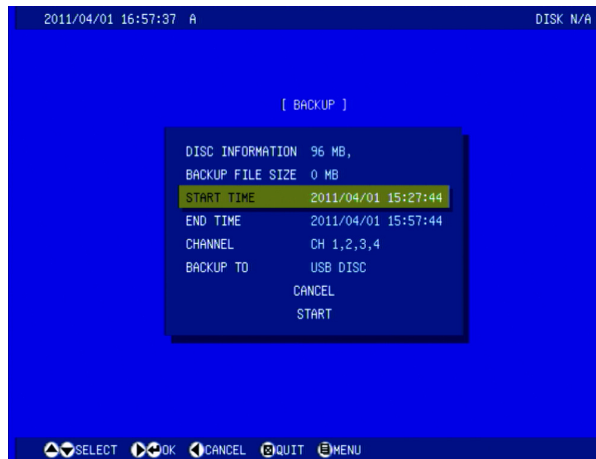 2011/04/01 16:57:37 A DISK N/A
[ BACKUP ]
DISC INFORMATION 96 MB,
BACKUP FILE SIZE 0 MB
START TIME 2011/04/01 15:27:44
END TIME 2011/04/01 15:57:44
CHANNEL CH 1,2,3,4
BACKUP TO USB DISC
CANCEL
START
SELECT OK CANCEL QUIT MENU